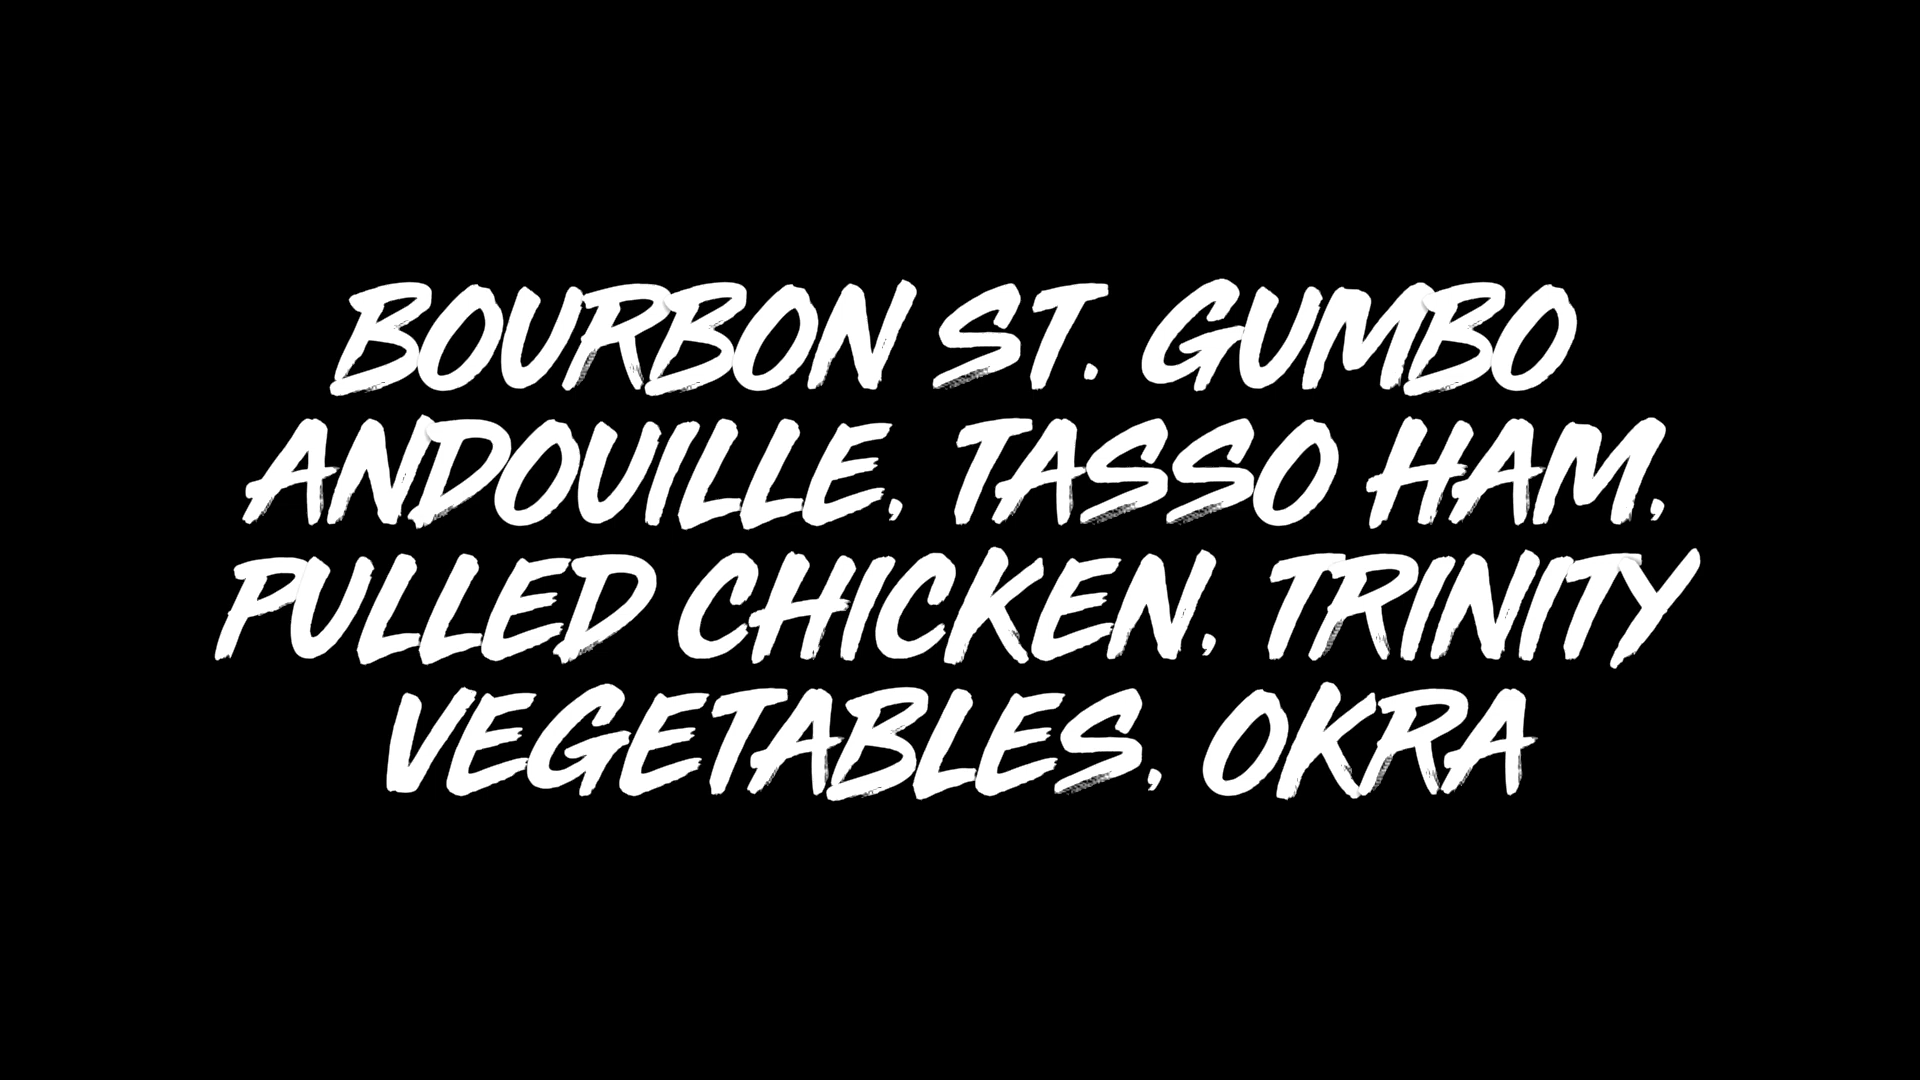 BOURBON ST. GUMBO
ANDOUILLE, TASSO HAM,
PULLED CHICKEN, TRINITY
VEGETABLES, OKRA